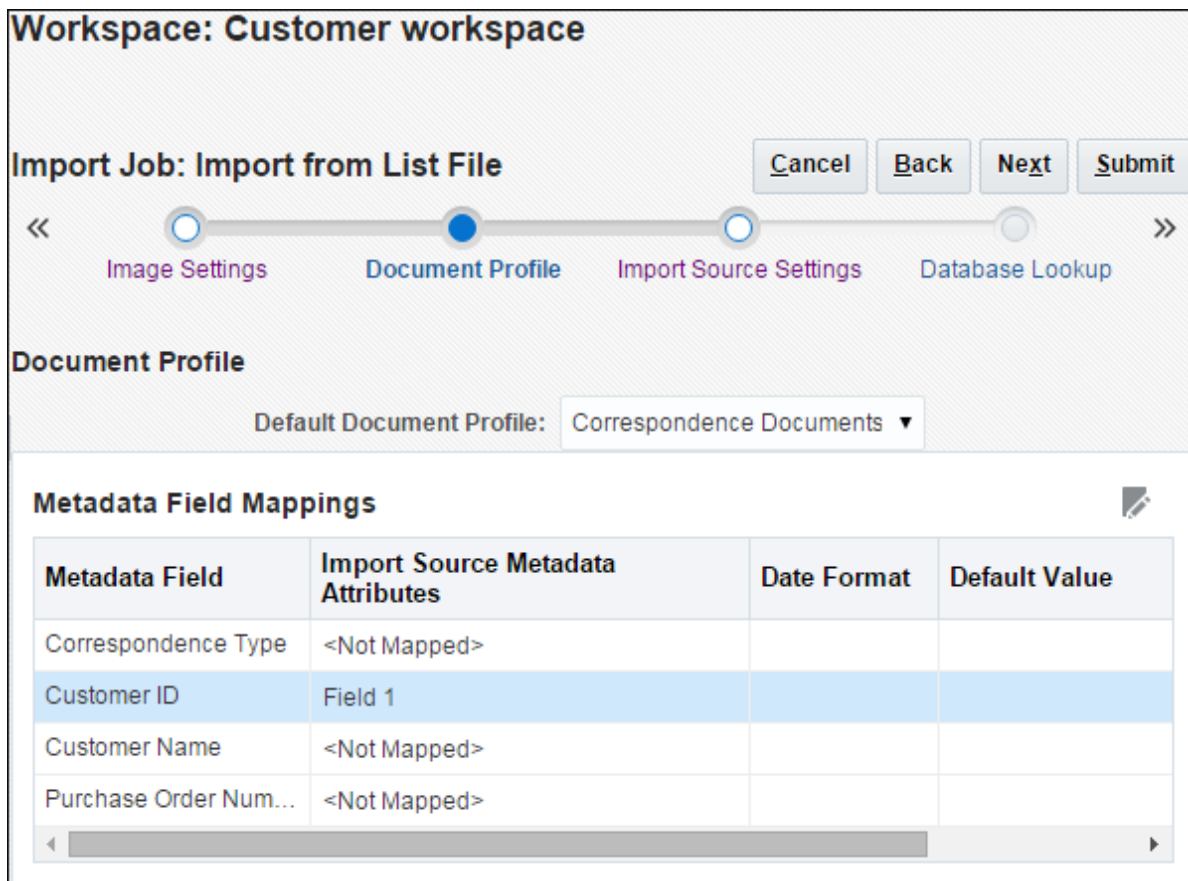 Workspace: Customer workspace
Import Job: Import from List File
Cancel Back Next Submit
« »
Image Settings Document Profile Import Source Settings Database Lookup
Document Profile
Default Document Profile: Correspondence Documents ▼
Metadata Field Mappings
Metadata Field Import Source Metadata Attributes Date Format Default Value
Correspondence Type <Not Mapped>
Customer ID Field 1
Customer Name <Not Mapped>
Purchase Order Num... <Not Mapped>